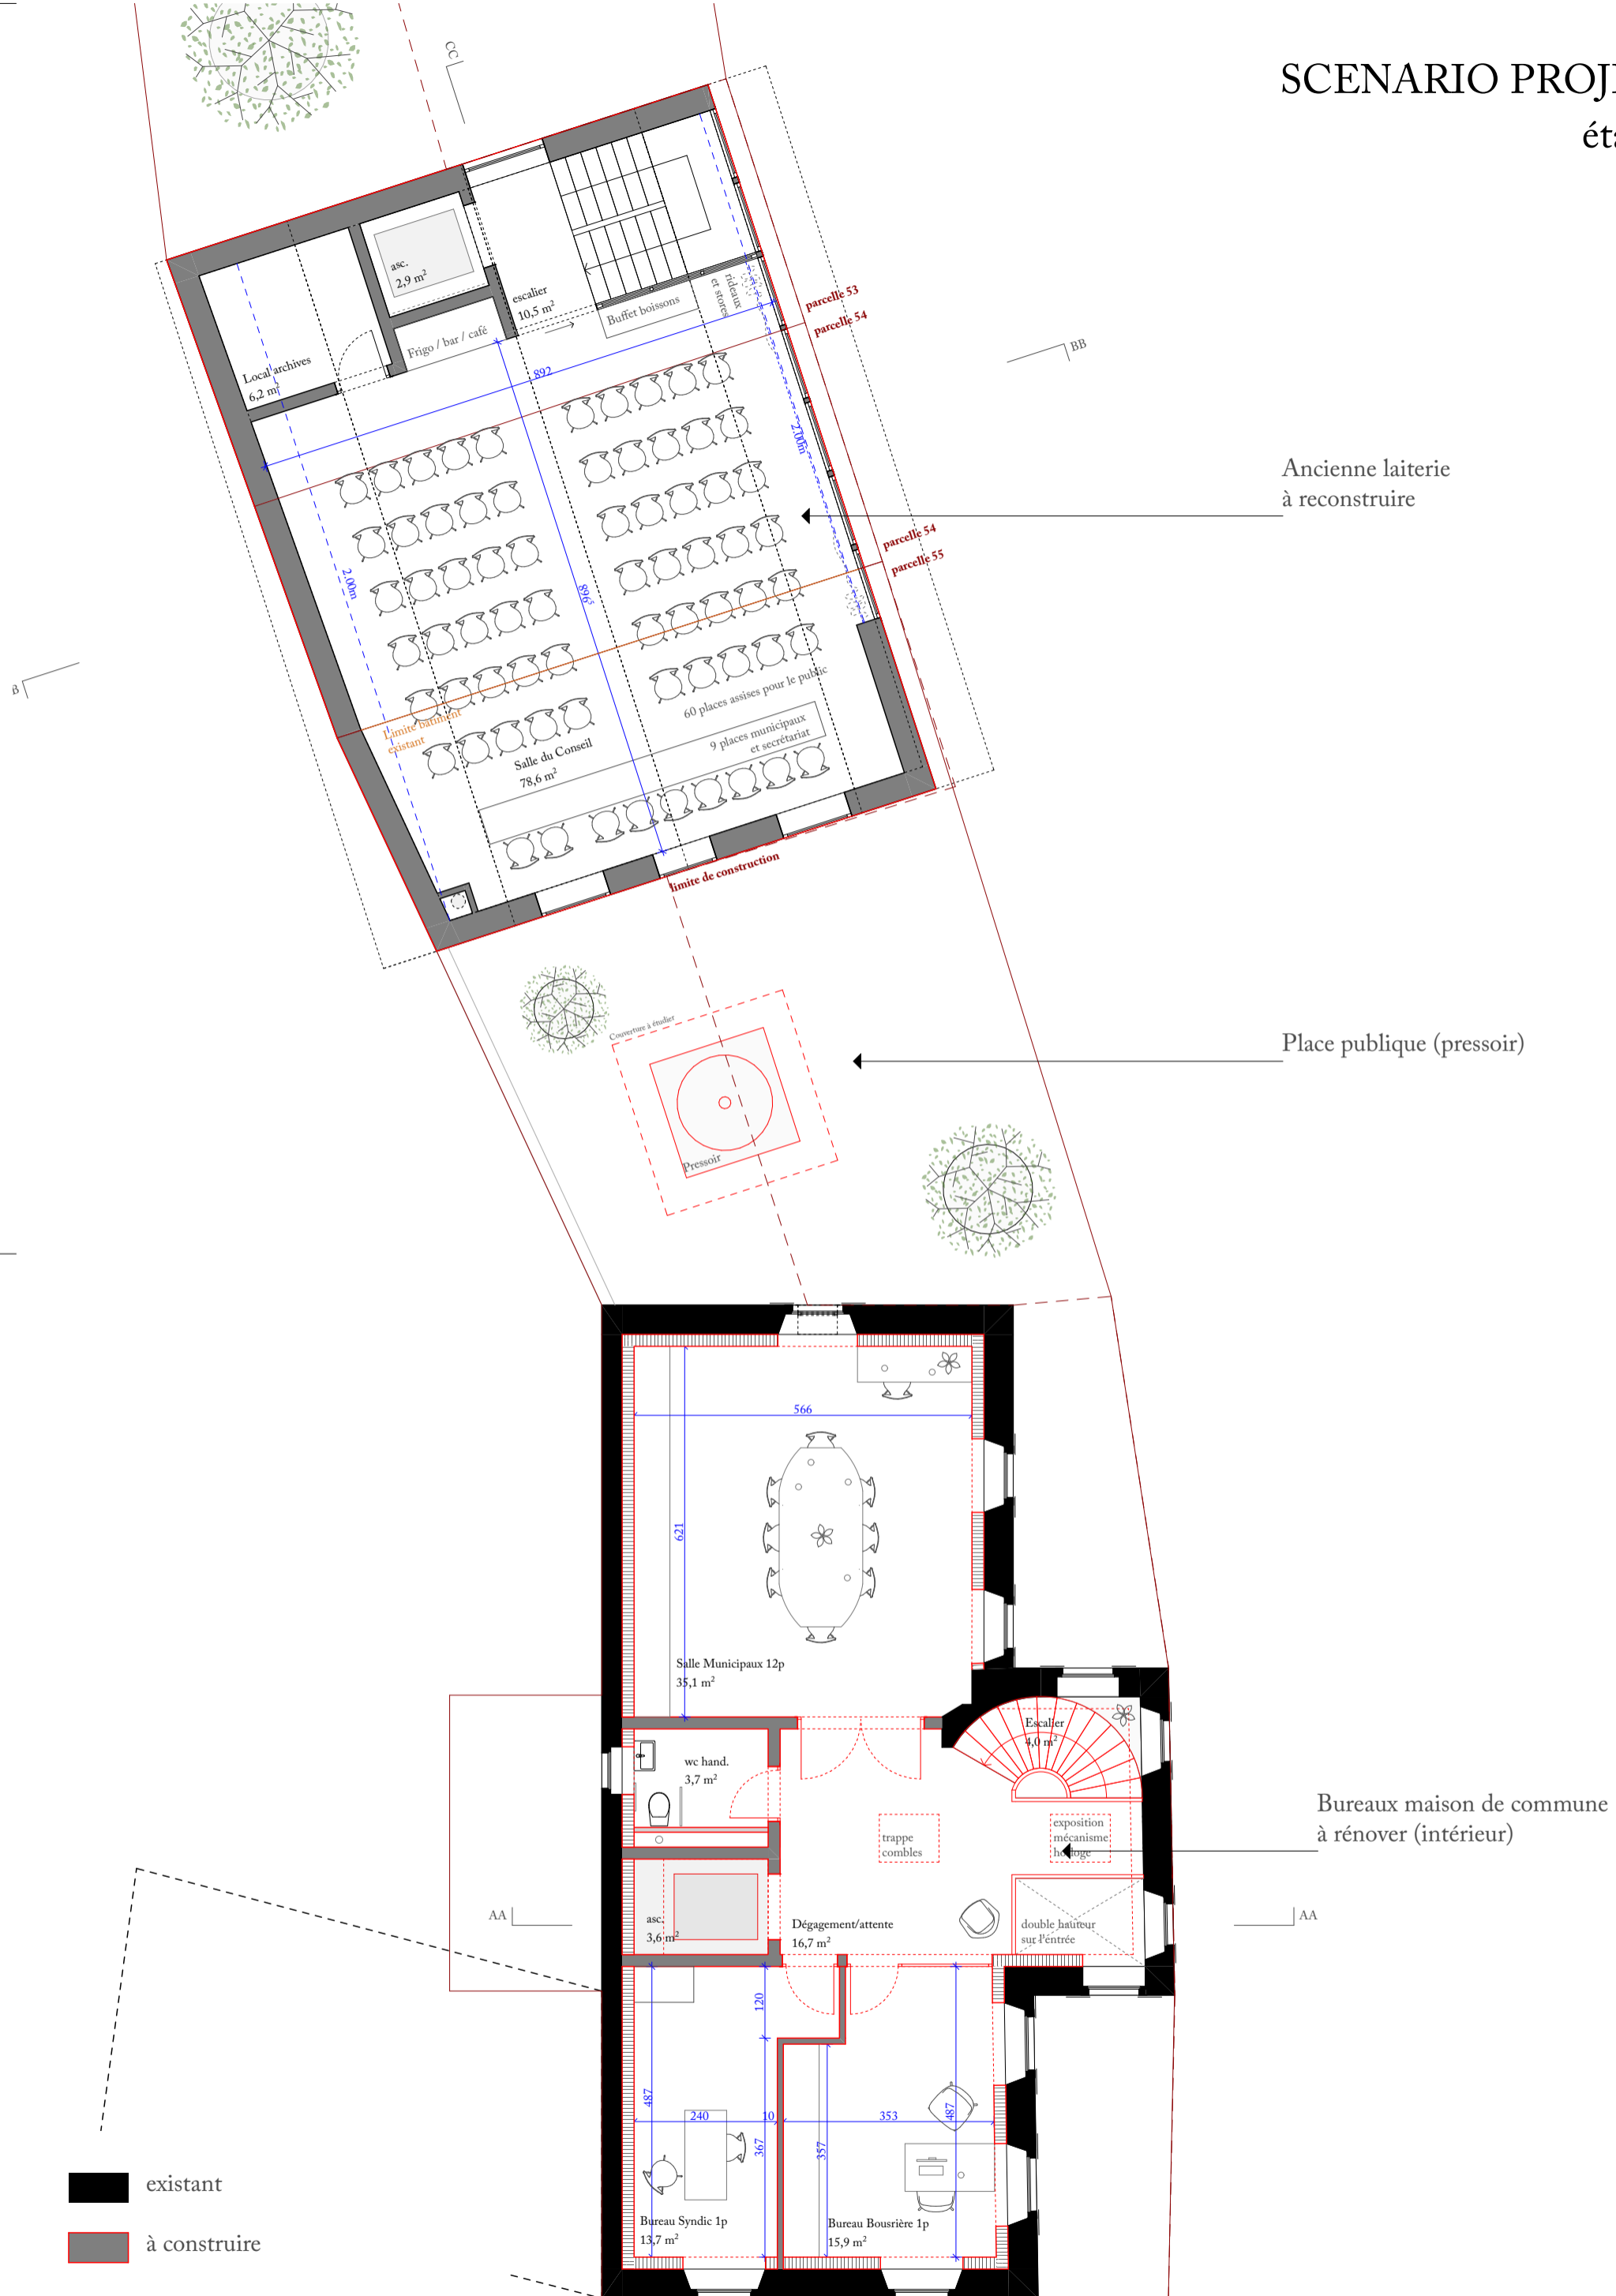 SCENARIO PROJ
CC
asc.
2,9 m²
escalier
10,5 m²
rideaux
et stores
Buffet boissons
Frigo / bar / café
parcelle 53
parcelle 54
BB
Local archives
6,2 m²
892
2.00m
Ancienne laiterie
à reconstruire
parcelle 54
parcelle 55
2.00m
896⁵
60 places assises pour le public
Limite bâtiment
existant
9 places municipaux
et secrétariat
Salle du Conseil
78,6 m²
limite de construction
Couverture à étudier
Place publique (pressoir)
Pressoir
566
621
Salle Municipaux 12p
35,1 m²
Escalier
4,0 m²
wc hand.
3,7 m²
Bureaux maison de commune
à rénover (intérieur)
trappe
combles
exposition
mécanisme
horloge
AA
AA
asc.
3,6 m²
Dégagement/attente
16,7 m²
double hauteur
sur l'entrée
120
487
240
10
353
487
367
357
existant
Bureau Syndic 1p
13,7 m²
Bureau Bousrière 1p
15,9 m²
à construire